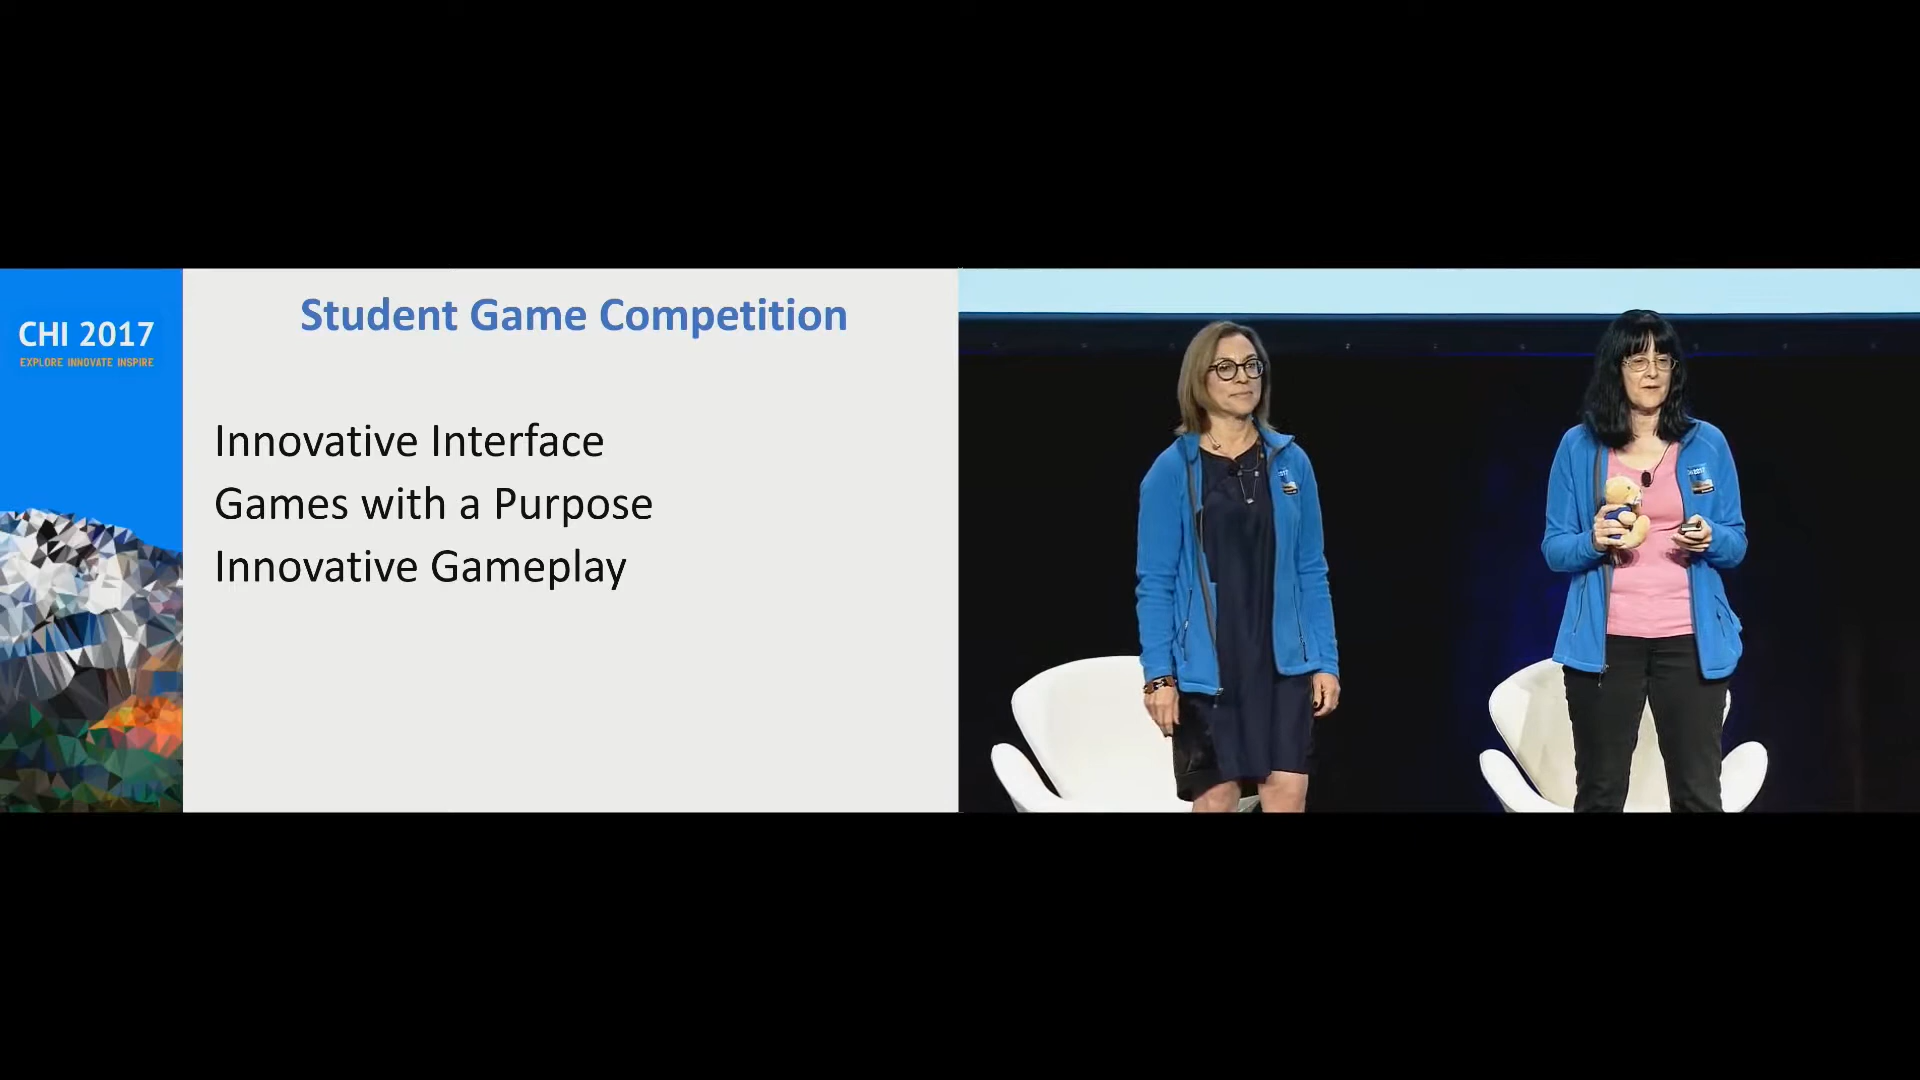 CHI 2017
EXPLORE INNOVATE INSPIRE
Student Game Competition
Innovative Interface
Games with a Purpose
Innovative Gameplay